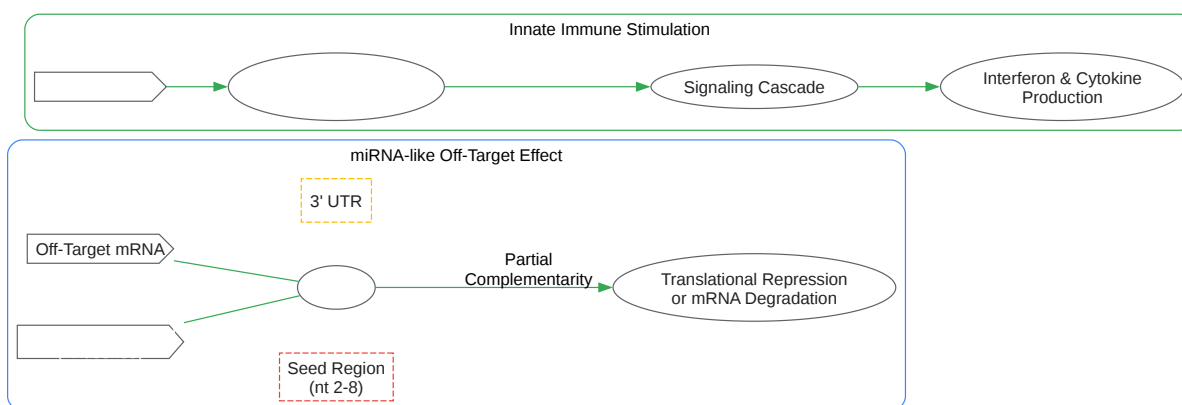 Innate Immune Stimulation
Signaling Cascade
Interferon & Cytokine
Production
miRNA-like Off-Target Effect
3' UTR
Off-Target mRNA
Partial
Complementarity
Translational Repression
or mRNA Degradation
Seed Region
(nt 2-8)